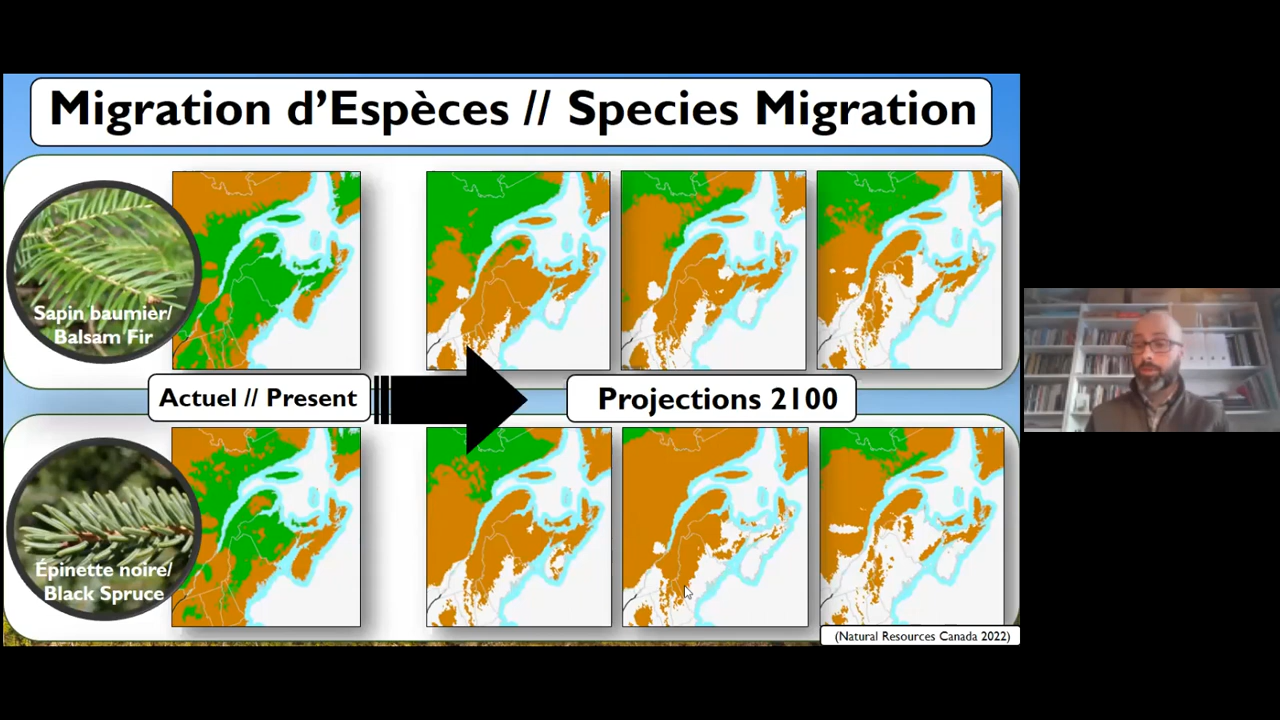 Migration d'Espèces // Species Migration
Sapin baumier/
Balsam Fir
Actuel // Present
Projections 2100
Épinette noire/
Black Spruce
(Natural Resources Canada 2022)